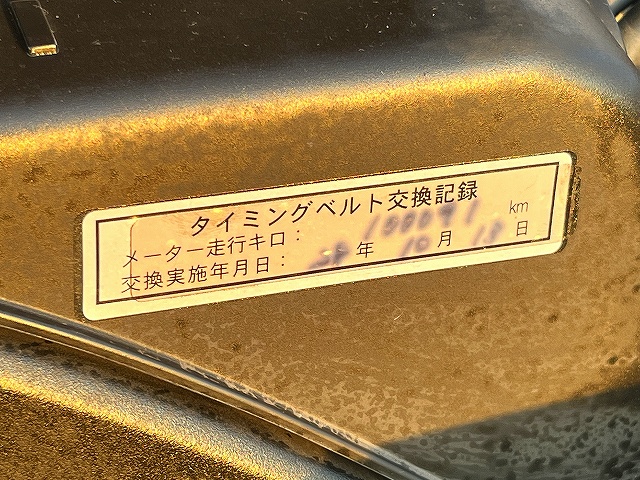 タイミングベルト交換記録
メーター走行キロ: 100091 km
交換実施年月日: 年 10 月 18 日